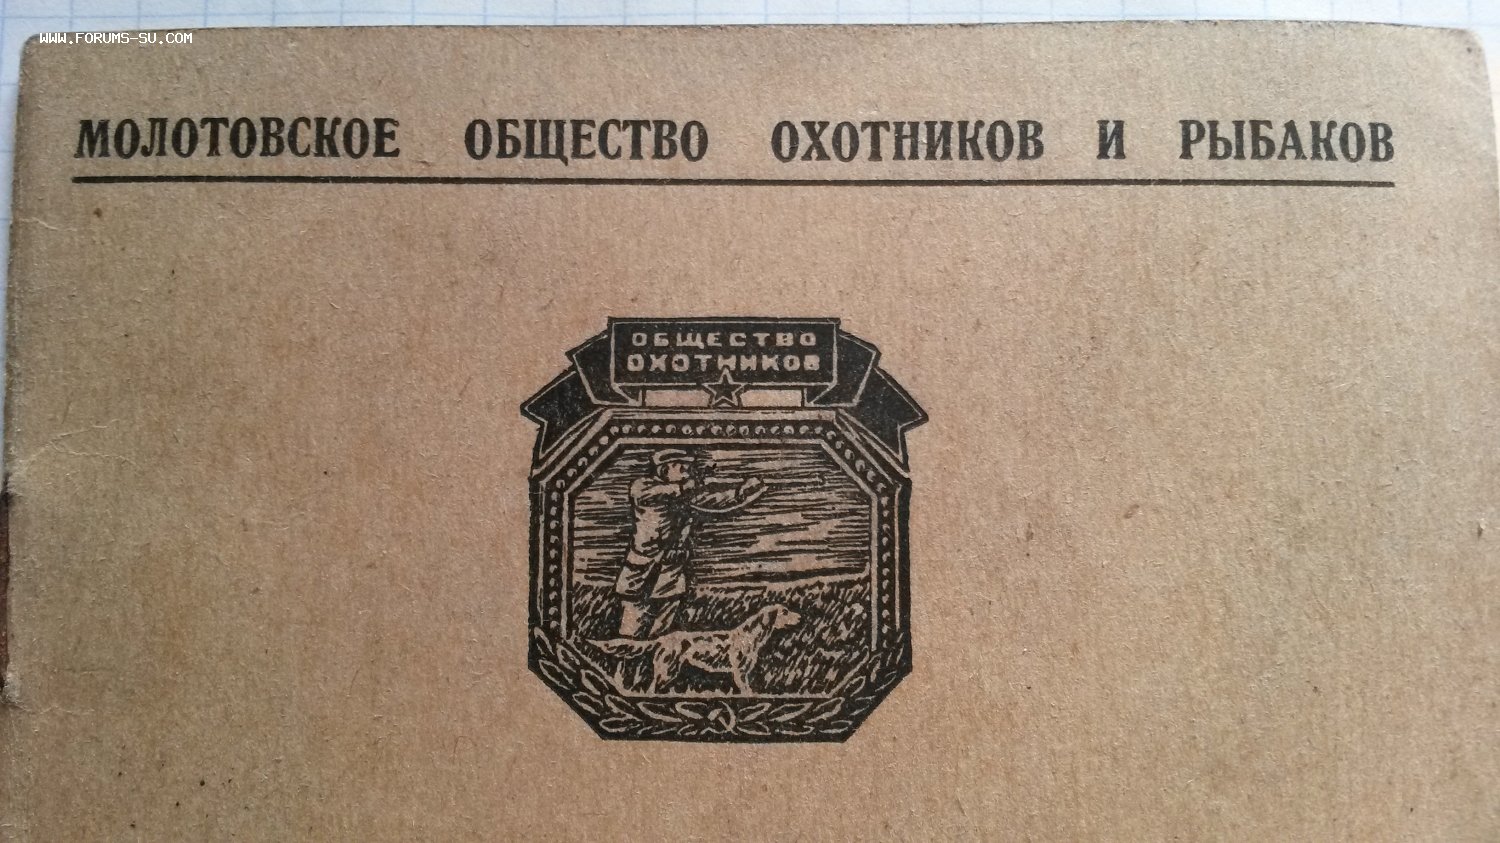 WWW.FORUMS-SU.COM
МОЛОТОВСКОЕ ОБЩЕСТВО ОХОТНИКОВ И РЫБАКОВ
ОБЩЕСТВО
ОХОТНИКОВ